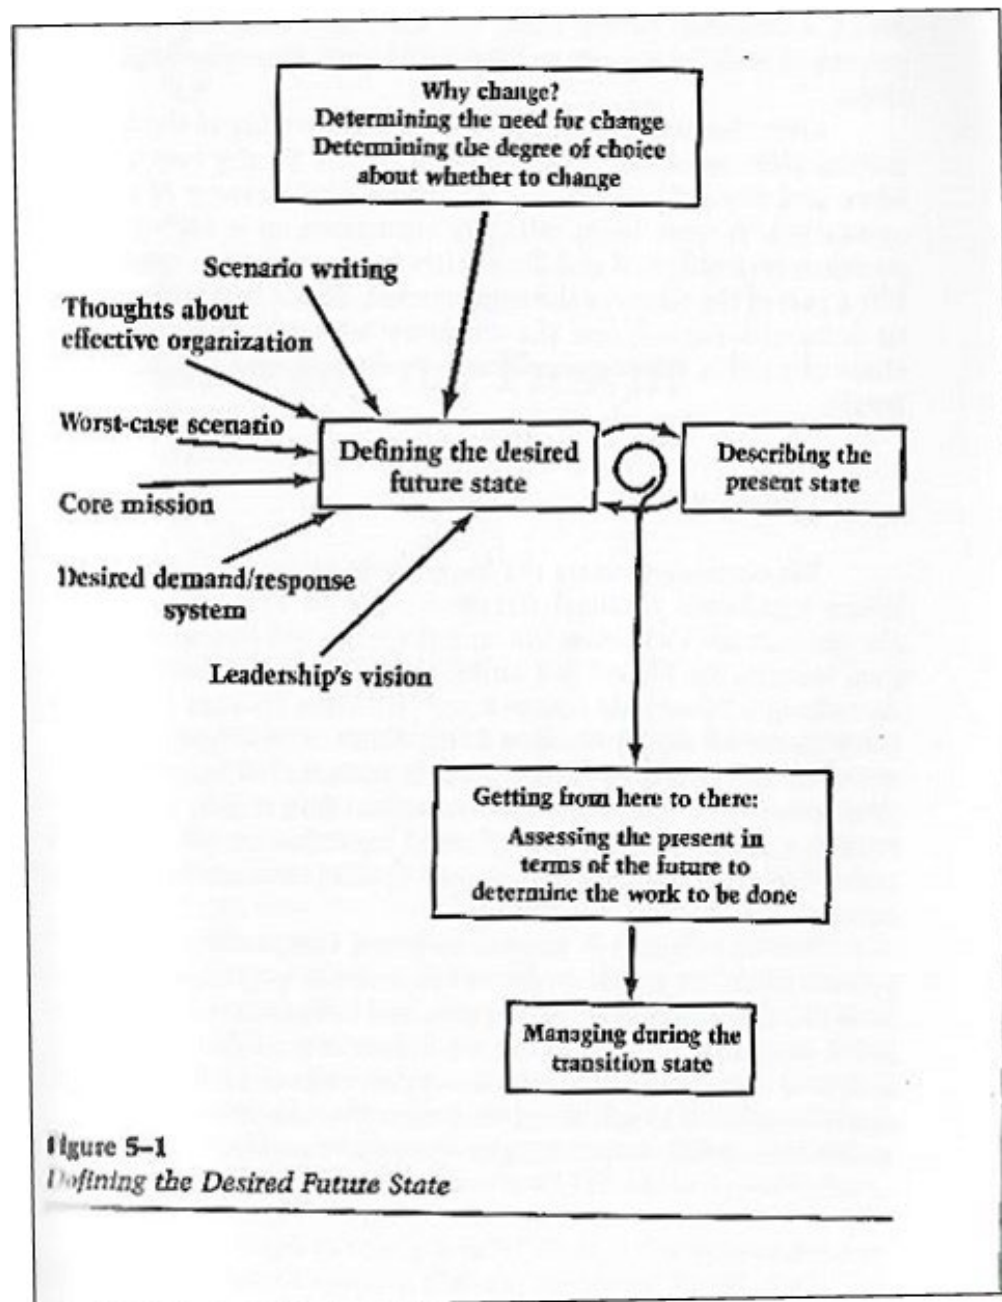 Why change?
Determining the need for change
Determining the degree of choice
about whether to change
Scenario writing
Thoughts about
effective organization
Worst-case scenario
Core mission
Desired demand/response
system
Leadership's vision
Defining the desired
future state
Describing the
present state
Getting from here to there:
Assessing the present in
terms of the future to
determine the work to be done
Managing during the
transition state
Figure 5–1
Defining the Desired Future State